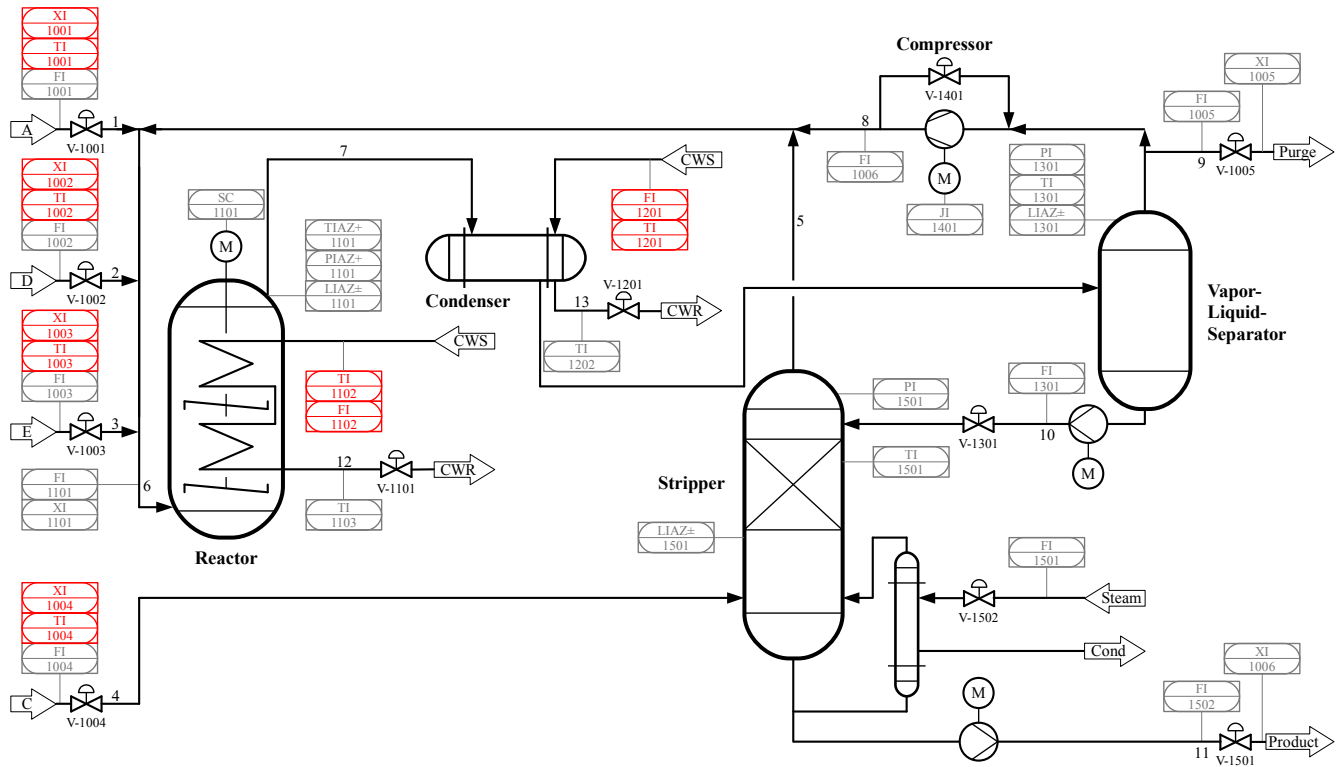 XI
1001
TI
1001
FI
1001
A
V-1001
1
XI
1002
TI
1002
FI
1002
D
V-1002
2
XI
1003
TI
1003
FI
1003
E
V-1003
3
FI
1101
XI
1101
6
XI
1004
TI
1004
FI
1004
C
V-1004
4
7
SC
1101
M
TIAZ+
1101
PIAZ+
1101
LIAZ±
1101
CWS
TI
1102
FI
1102
12
V-1101
CWR
TI
1103
Reactor
CWS
FI
1201
TI
1201
Condenser
13
V-1201
CWR
TI
1202
Compressor
V-1401
8
FI
1006
M
JI
1401
5
PI
1301
TI
1301
LIAZ±
1301
FI
1005
XI
1005
9
V-1005
Purge
Vapor-
Liquid-
Separator
PI
1501
FI
1301
V-1301
10
M
TI
1501
Stripper
LIAZ±
1501
FI
1501
V-1502
Steam
Cond
M
FI
1502
XI
1006
11
V-1501
Product